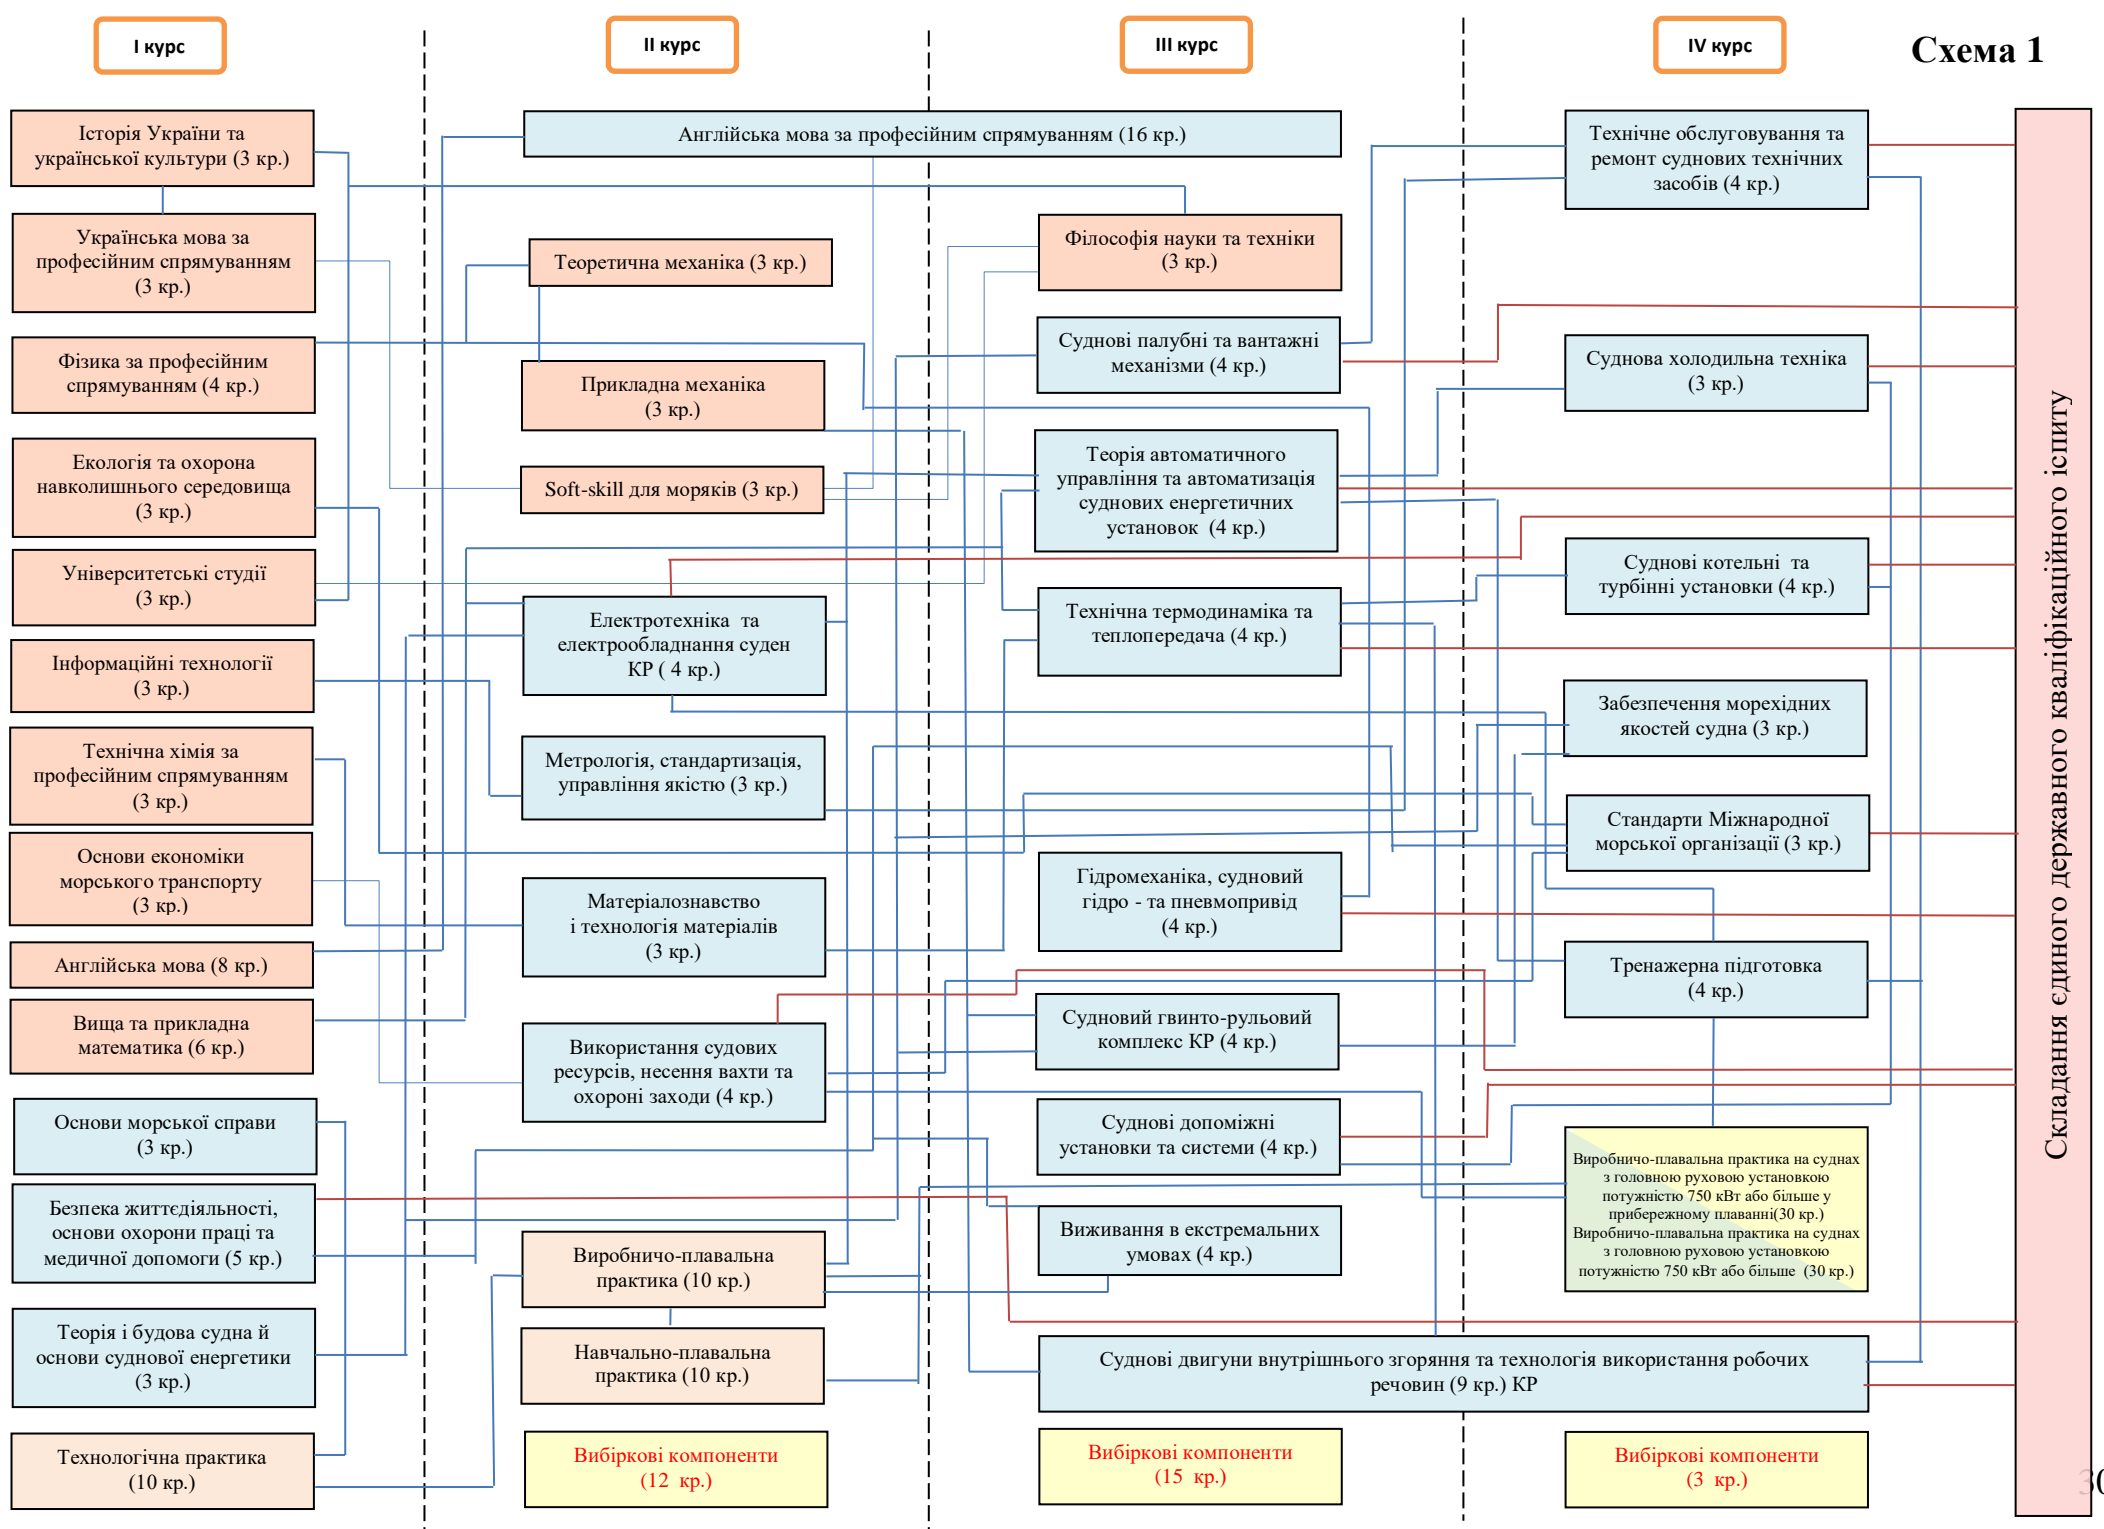 І курс
ІІ курс
ІІІ курс
IV курс
Схема 1
Історія України та
української культури (3 кр.)
Українська мова за
професійним спрямуванням
(3 кр.)
Фізика за професійним
спрямуванням (4 кр.)
Екологія та охорона
навколишнього середовища
(3 кр.)
Університетські студії
(3 кр.)
Інформаційні технології
(3 кр.)
Технічна хімія за
професійним спрямуванням
(3 кр.)
Основи економіки
морського транспорту
(3 кр.)
Англійська мова (8 кр.)
Вища та прикладна
математика (6 кр.)
Основи морської справи
(3 кр.)
Безпека життєдіяльності,
основи охорони праці та
медичної допомоги (5 кр.)
Теорія і будова судна й
основи суднової енергетики
(3 кр.)
Технологічна практика
(10 кр.)
Англійська мова за професійним спрямуванням (16 кр.)
Теоретична механіка (3 кр.)
Прикладна механіка
(3 кр.)
Soft-skill для моряків (3 кр.)
Електротехніка та
електрообладнання суден
КР ( 4 кр.)
Метрологія, стандартизація,
управління якістю (3 кр.)
Матеріалознавство
і технологія матеріалів
(3 кр.)
Використання судових
ресурсів, несення вахти та
охороні заходи (4 кр.)
Виробничо-плавальна
практика (10 кр.)
Навчально-плавальна
практика (10 кр.)
Вибіркові компоненти
(12 кр.)
Філософія науки та техніки
(3 кр.)
Суднові палубні та вантажні
механізми (4 кр.)
Теорія автоматичного
управління та автоматизація
суднових енергетичних
установок (4 кр.)
Технічна термодинаміка та
теплопередача (4 кр.)
Гідромеханіка, судновий
гідро - та пневмопривід
(4 кр.)
Судновий гвинто-рульовий
комплекс КР (4 кр.)
Суднові допоміжні
установки та системи (4 кр.)
Виживання в екстремальних
умовах (4 кр.)
Суднові двигуни внутрішнього згоряння та технологія використання робочих
речовин (9 кр.) КР
Вибіркові компоненти
(15 кр.)
Технічне обслуговування та
ремонт суднових технічних
засобів (4 кр.)
Суднова холодильна техніка
(3 кр.)
Суднові котельні та
турбінні установки (4 кр.)
Забезпечення морехідних
якостей судна (3 кр.)
Стандарти Міжнародної
морської організації (3 кр.)
Тренажерна підготовка
(4 кр.)
Виробничо-плавальна практика на суднах
з головною руховою установкою
потужністю 750 кВт або більше у
прибережному плаванні(30 кр.)
Виробничо-плавальна практика на суднах
з головною руховою установкою
потужністю 750 кВт або більше (30 кр.)
Вибіркові компоненти
(3 кр.)
Складання єдиного державного кваліфікаційного іспиту
30